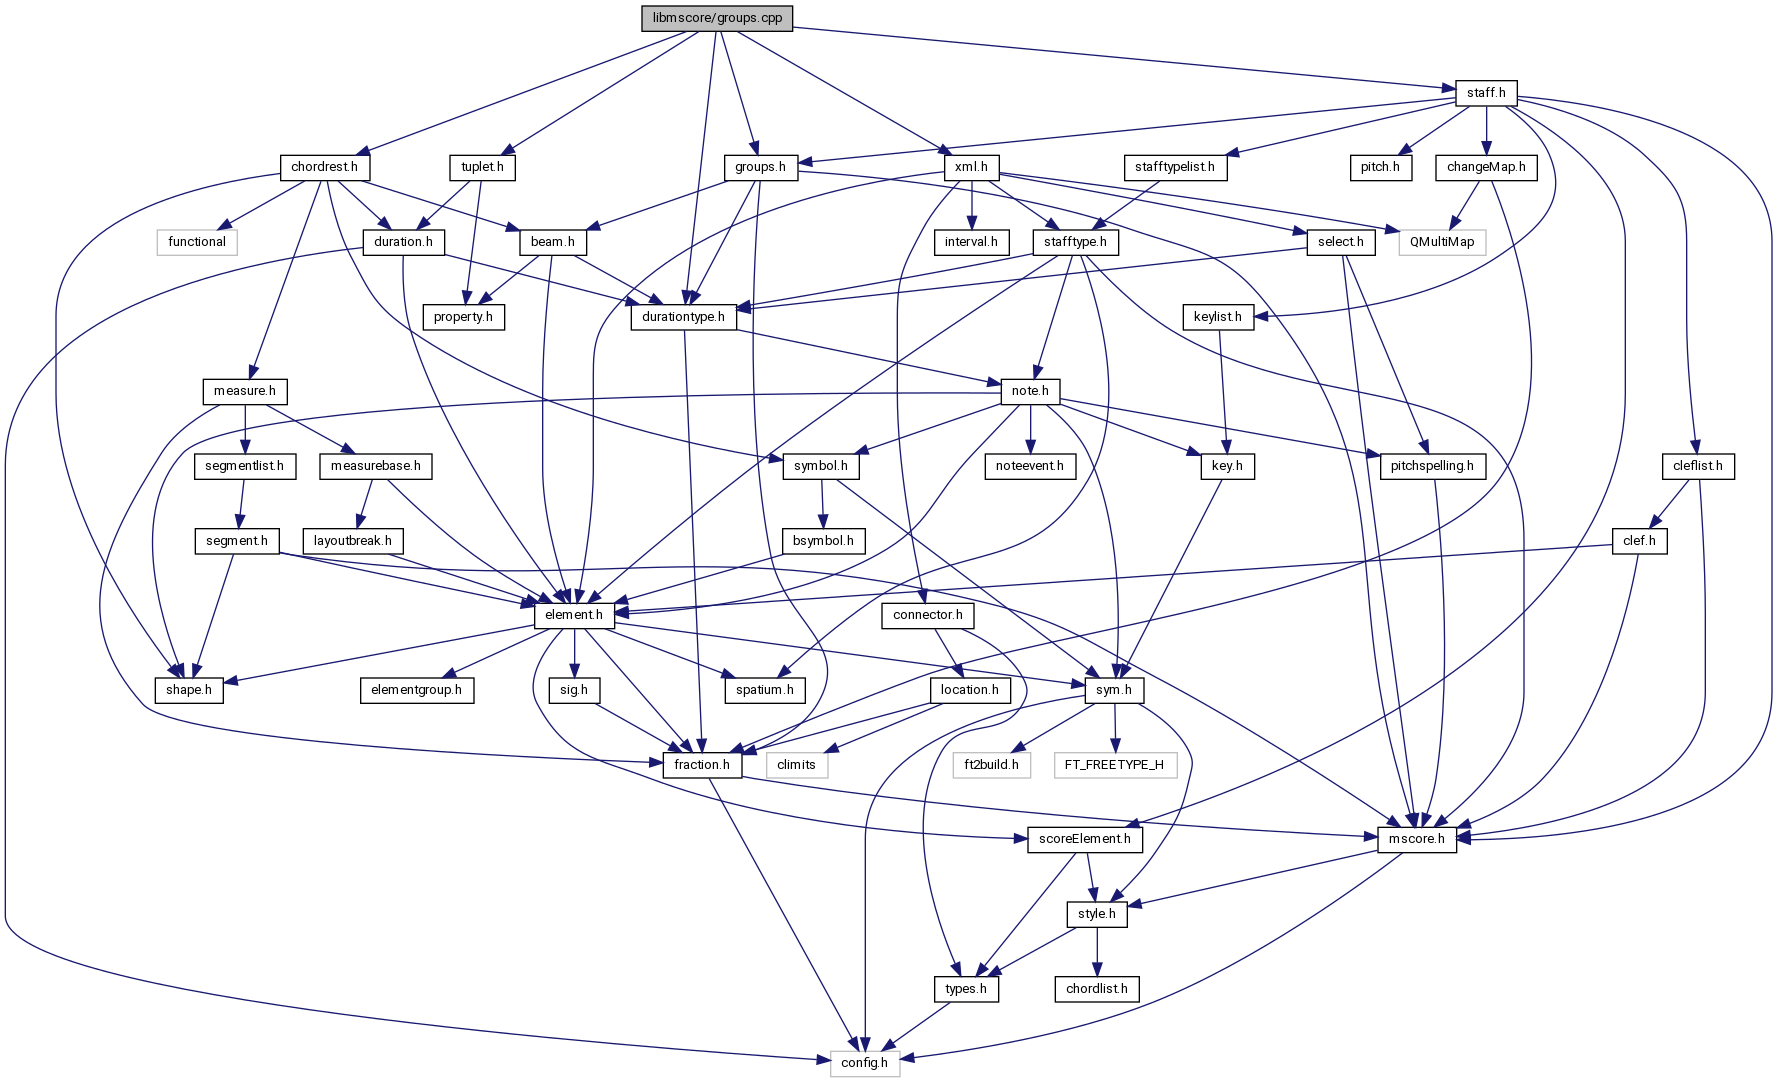 libmscore/groups.cpp
staff.h
chordrest.h
tuplet.h
groups.h
xml.h
stafftypelist.h
pitch.h
changeMap.h
functional
duration.h
beam.h
interval.h
stafftype.h
select.h
QMultiMap
property.h
durationtype.h
keylist.h
measure.h
note.h
segmentlist.h
measurebase.h
symbol.h
noteevent.h
key.h
pitchspelling.h
cleflist.h
segment.h
layoutbreak.h
bsymbol.h
clef.h
element.h
connector.h
shape.h
elementgroup.h
sig.h
spatium.h
location.h
sym.h
fraction.h
climits
ft2build.h
FT_FREETYPE_H
scoreElement.h
mscore.h
style.h
types.h
chordlist.h
config.h